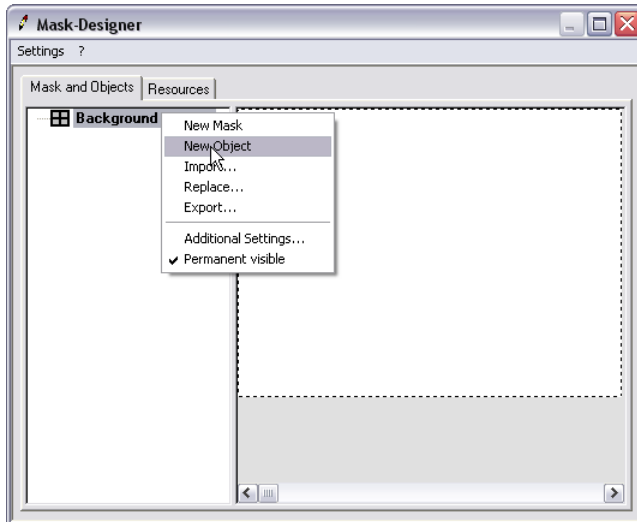 Mask-Designer
Settings ?
Mask and Objects Resources
Background
New Mask
New Object
Import...
Replace...
Export...
Additional Settings...
Permanent visible